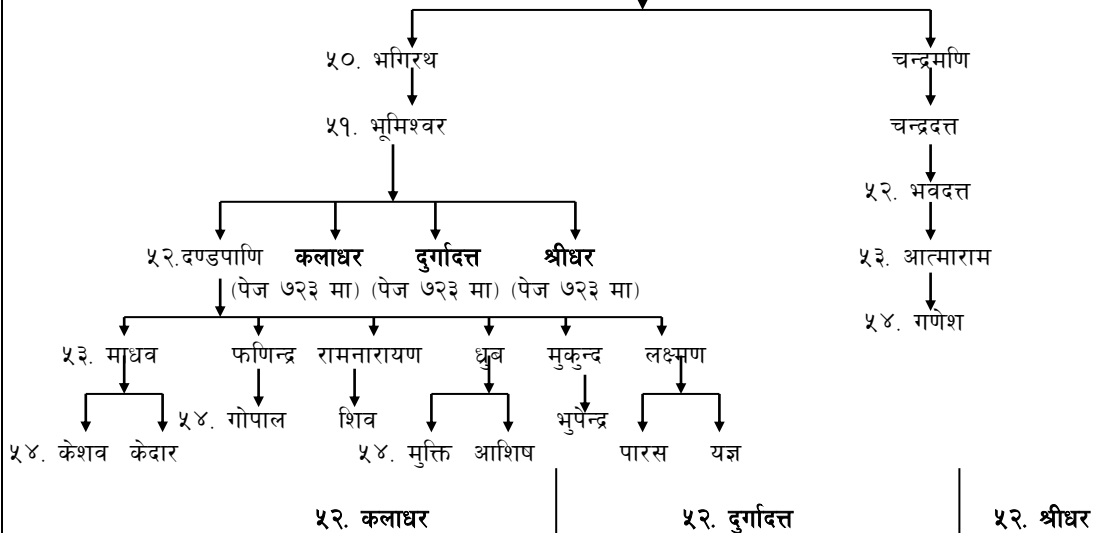 ५०. भगिरथ चन्द्रमणि
५१. भूमिश्वर चन्द्रदत्त
५२. भवदत्त
५२.दण्डपाणि कलाधर दुर्गादत्त श्रीधर ५३. आत्माराम
(पेज ७२३ मा) (पेज ७२३ मा) (पेज ७२३ मा)
५४. गणेश
५३. माधव फणिन्द्र रामनारायण ध्रुब मुकुन्द लक्ष्मण
५४. गोपाल शिव भुपेन्द्र
५४. केशव केदार ५४. मुक्ति आशिष पारस यज्ञ
५२. कलाधर ५२. दुर्गादत्त ५२. श्रीधर